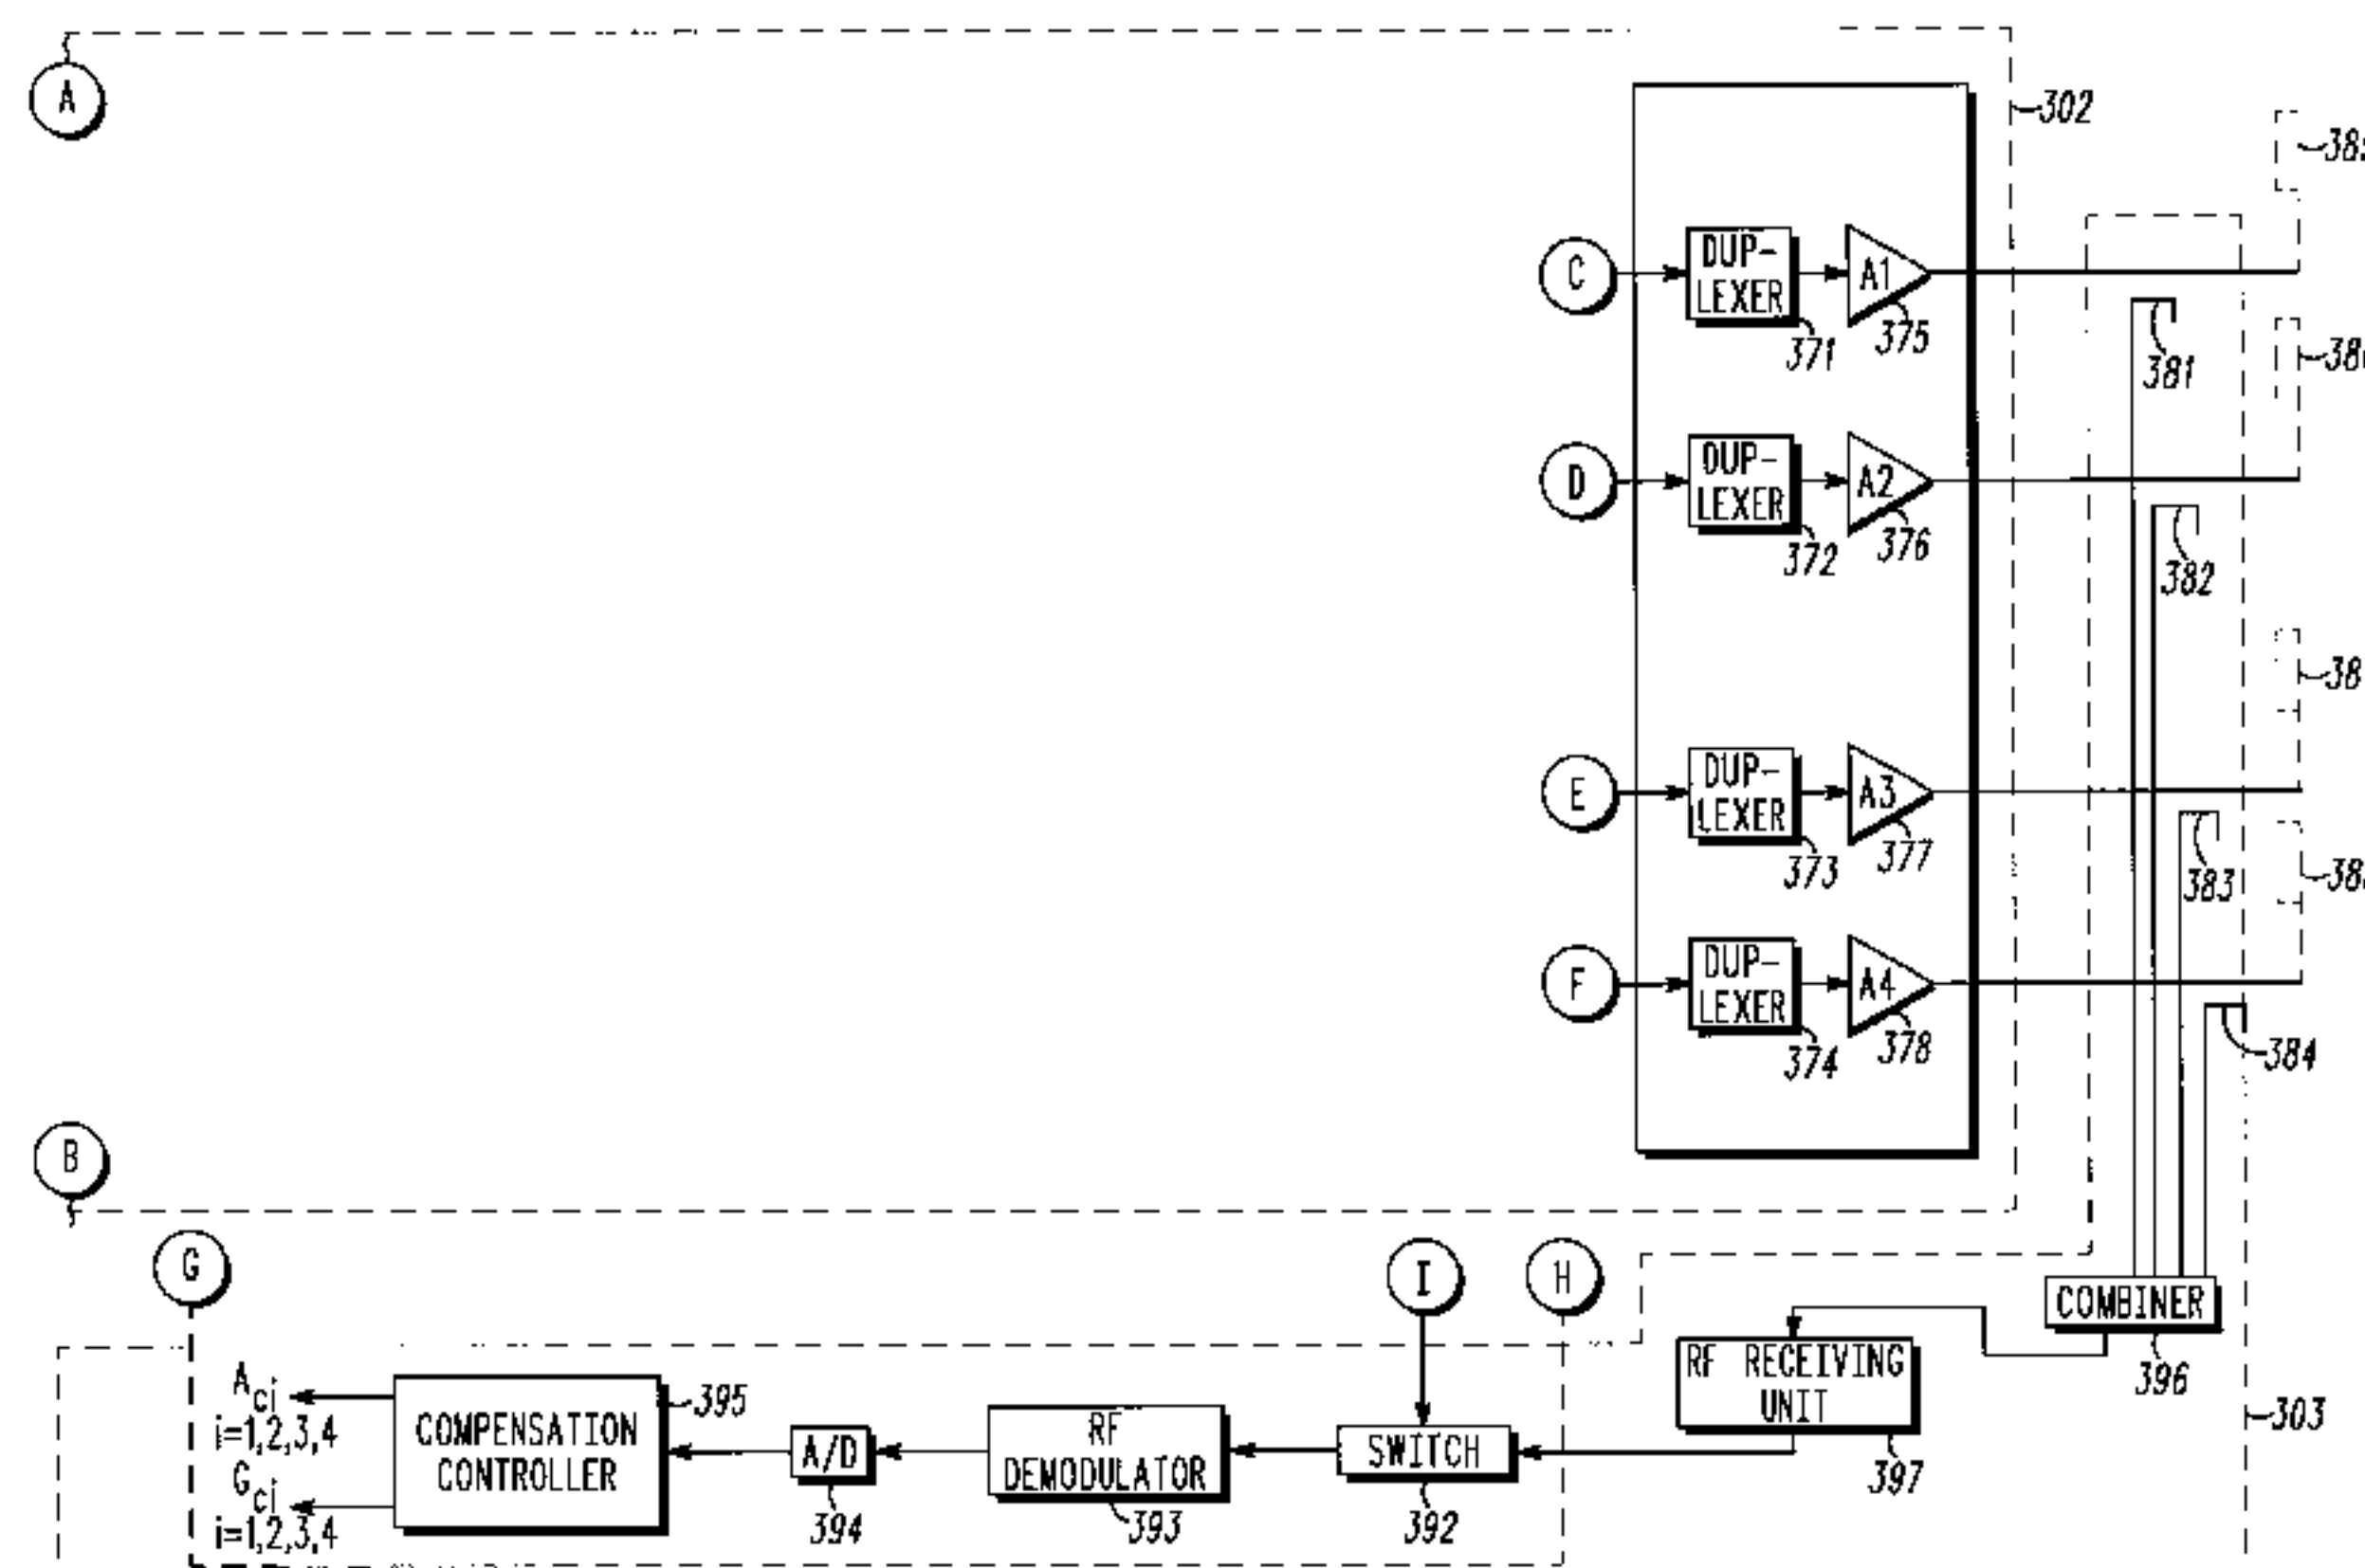 A
302
C
DUP-
LEXER
371
A1
375
381
D
DUP-
LEXER
372
A2
376
382
E
DUP-
LEXER
373
A3
377
383
F
DUP-
LEXER
374
A4
378
384
B
G
I
H
COMBINER
396
RF RECEIVING
UNIT
397
303
SWITCH
392
RF
DEMODULATOR
393
A/D
394
COMPENSATION
CONTROLLER
395
Aci
i=1,2,3,4
Gci
i=1,2,3,4